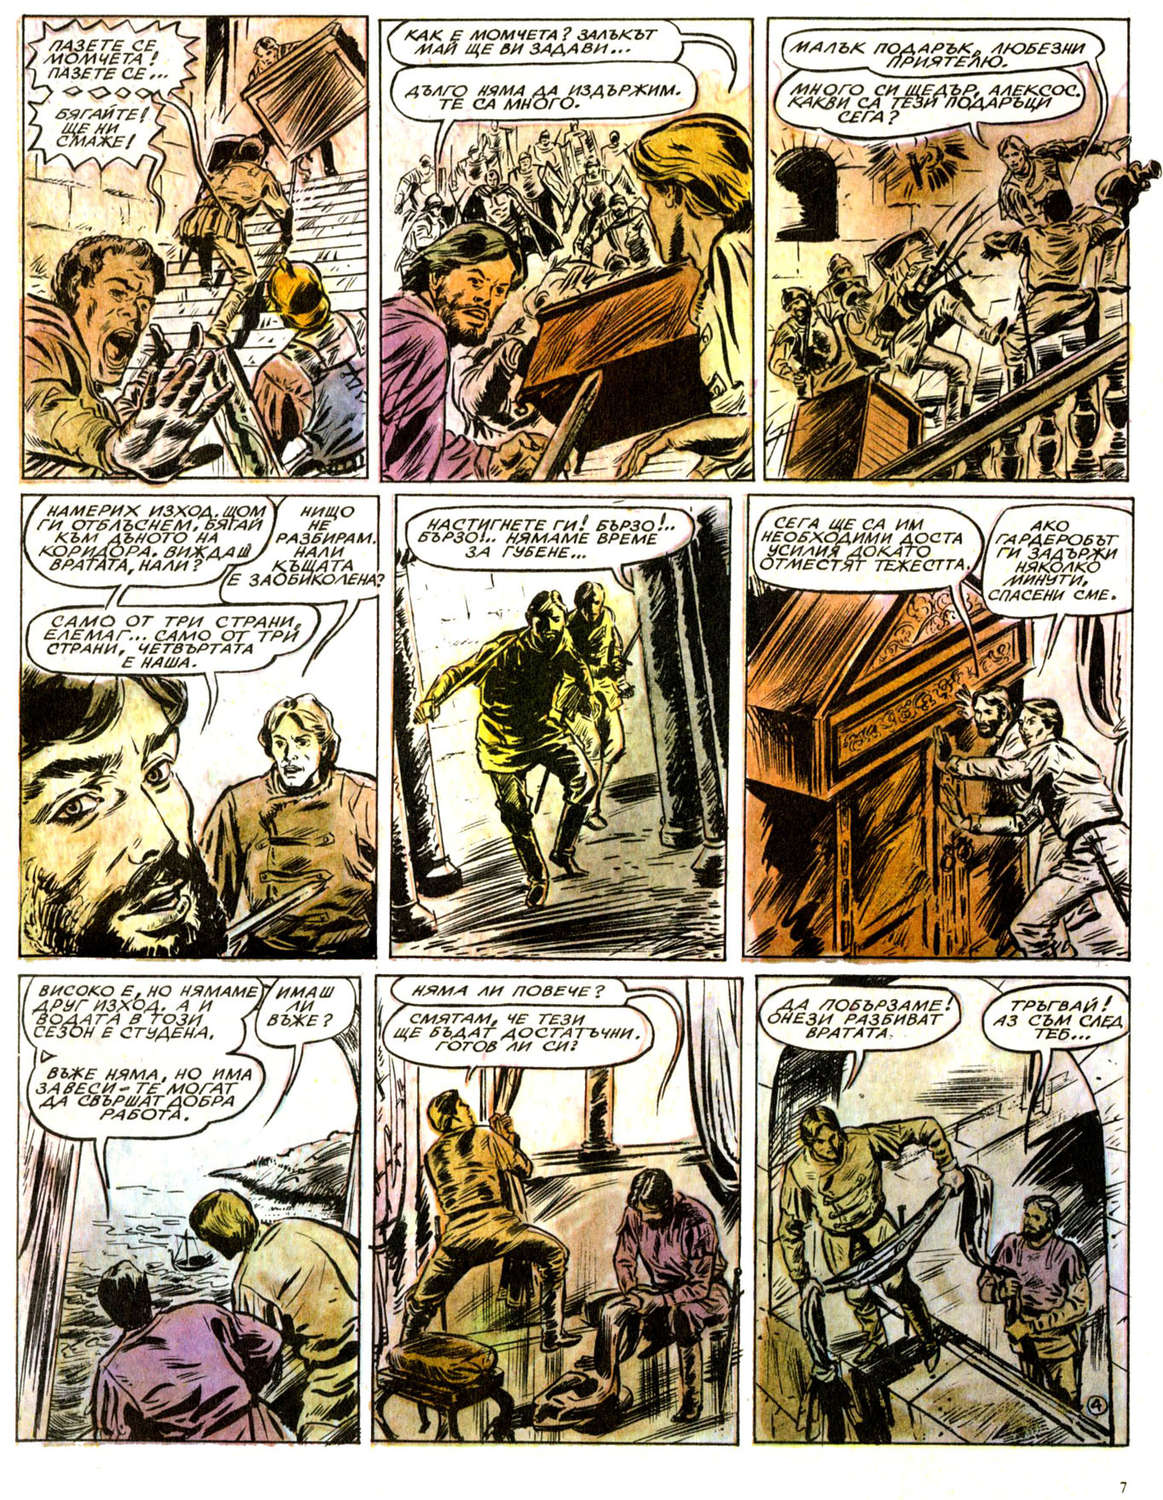 ПАЗЕТЕ СЕ
МОМЧЕТА!
ПАЗЕТЕ СЕ...
БЯГАЙТЕ!
ЩЕ НИ
СМАЖЕ!
КАК Е МОМЧЕТА? ЗАЛЪКЪТ
МАЙ ЩЕ ВИ ЗАДАВИ...
ДЪЛГО НЯМА ДА ИЗДЪРЖИМ.
ТЕ СА МНОГО.
МАЛЪК ПОДАРЪК, ЛЮБЕЗНИ
ПРИЯТЕЛЮ.
МНОГО СИ ЩЕДЪР, АЛЕКСОС.
КАКВИ СА ТЕЗИ ПОДАРЪЦИ
СЕГА?
НАМЕРИХ ИЗХОД. ЩОМ
ГИ ОТБЛЪСНЕМ, БЯГАЙ
КЪМ ДЪНОТО НА
КОРИДОРА. ВИЖДАШ
ВРАТАТА, НАЛИ?
НИЩО
НЕ
РАЗБИРАМ.
НАЛИ
КЪЩАТА
Е ЗАОБИКОЛЕНА?
САМО ОТ ТРИ СТРАНИ,
ЕЛЕМАГ... САМО ОТ ТРИ
СТРАНИ, ЧЕТВЪРТАТА
Е НАША.
НАСТИГНЕТЕ ГИ! БЪРЗО!..
БЪРЗО!.. НЯМАМЕ ВРЕМЕ
ЗА ГУБЕНЕ...
СЕГА ЩЕ СА ИМ
НЕОБХОДИМИ ДОСТА
УСИЛИЯ ДОКАТО
ОТМЕСТЯТ ТЕЖЕСТТА.
АКО
ГАРДЕРОБЪТ
ГИ ЗАДЪРЖИ
НЯКОЛКО
МИНУТИ,
СПАСЕНИ СМЕ.
ВИСОКО Е, НО НЯМАМЕ
ДРУГ ИЗХОД. А И
ВОДАТА В ТОЗИ
СЕЗОН Е СТУДЕНА.
ИМАШ
ЛИ
ВЪЖЕ?
ВЪЖЕ НЯМА, НО ИМА
ЗАВЕСИ - ТЕ МОГАТ
ДА СВЪРШАТ ДОБРА
РАБОТА.
НЯМА ЛИ ПОВЕЧЕ?
СМЯТАМ, ЧЕ ТЕЗИ
ЩЕ БЪДАТ ДОСТАТЪЧНИ.
ГОТОВ ЛИ СИ?
ДА ПОБЪРЗАМЕ!
ОНЕЗИ РАЗБИВАТ
ВРАТАТА.
ТРЪГВАЙ!
АЗ СЪМ СЛЕД
ТЕБ...
4
7